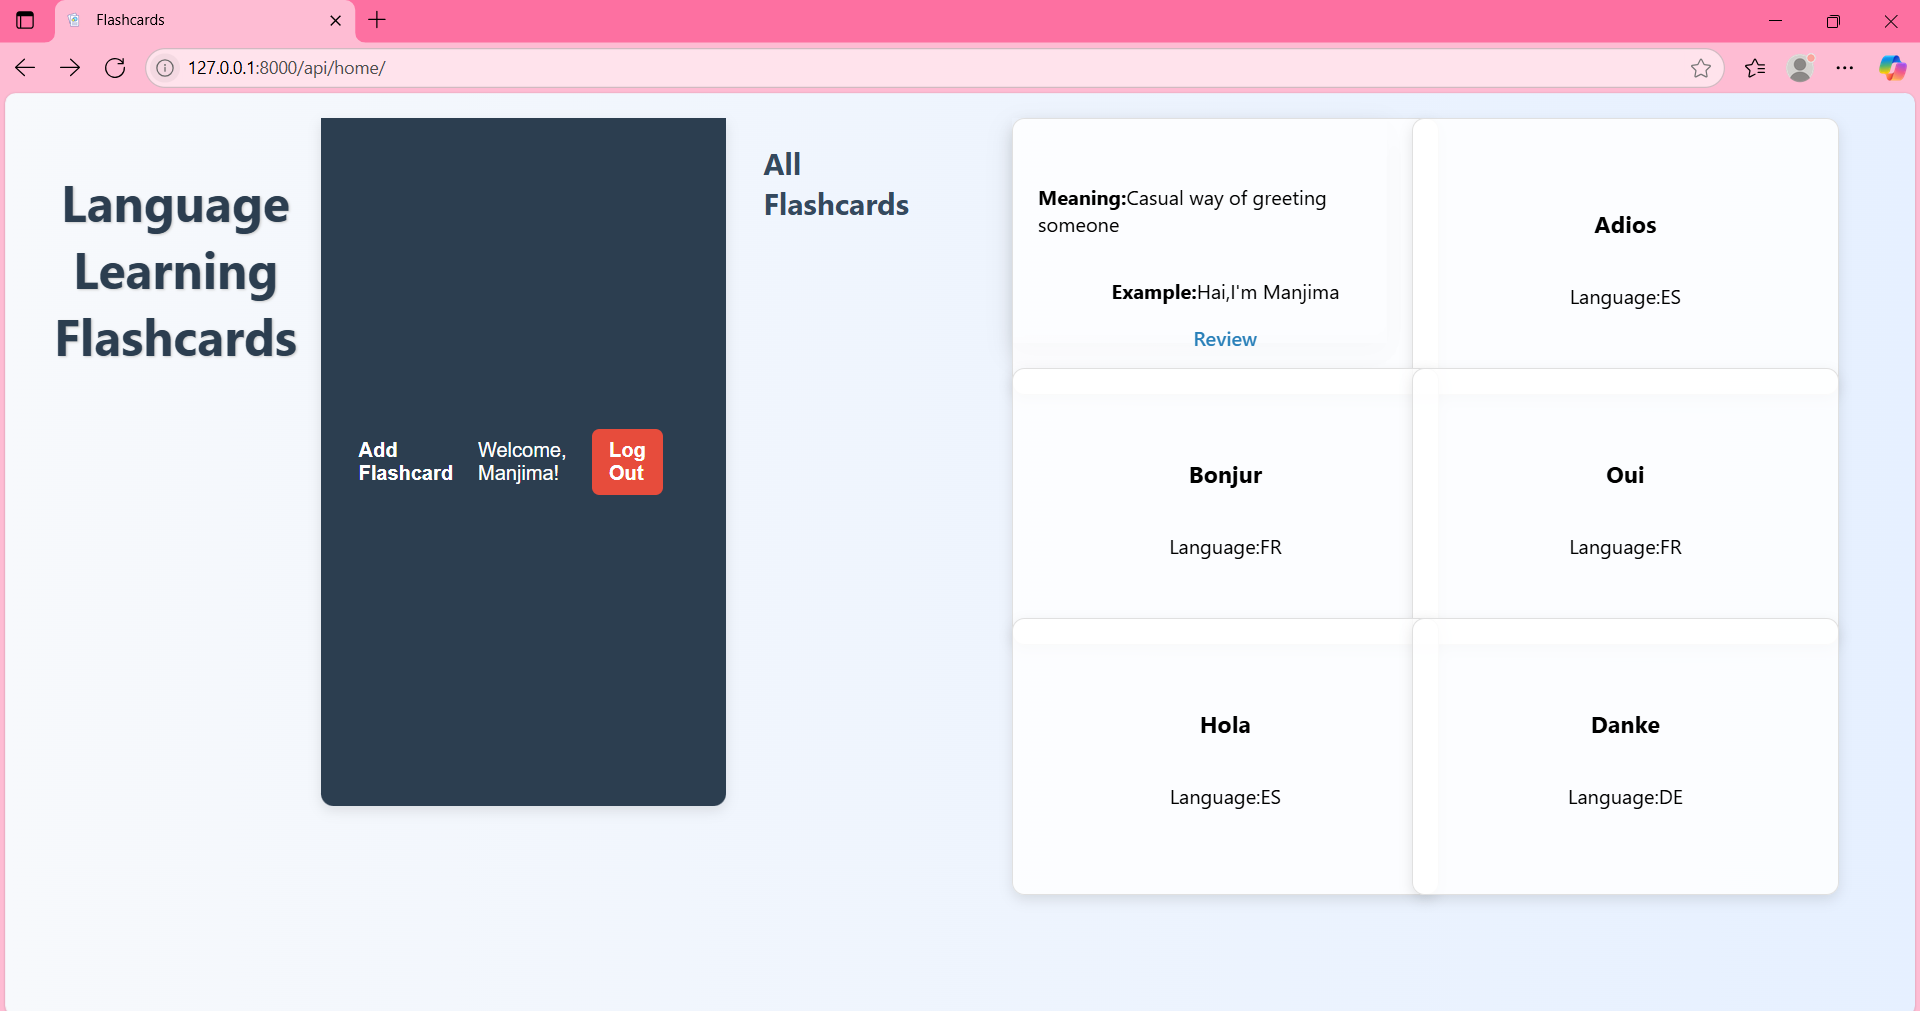 Flashcards
127.0.0.1:8000/api/home/
Language
Learning
Flashcards
Add
Flashcard
Welcome,
Manjima!
Log
Out
All
Flashcards
Meaning:Casual way of greeting
someone
Example:Hai,I'm Manjima
Review
Adios
Language:ES
Bonjur
Language:FR
Oui
Language:FR
Hola
Language:ES
Danke
Language:DE